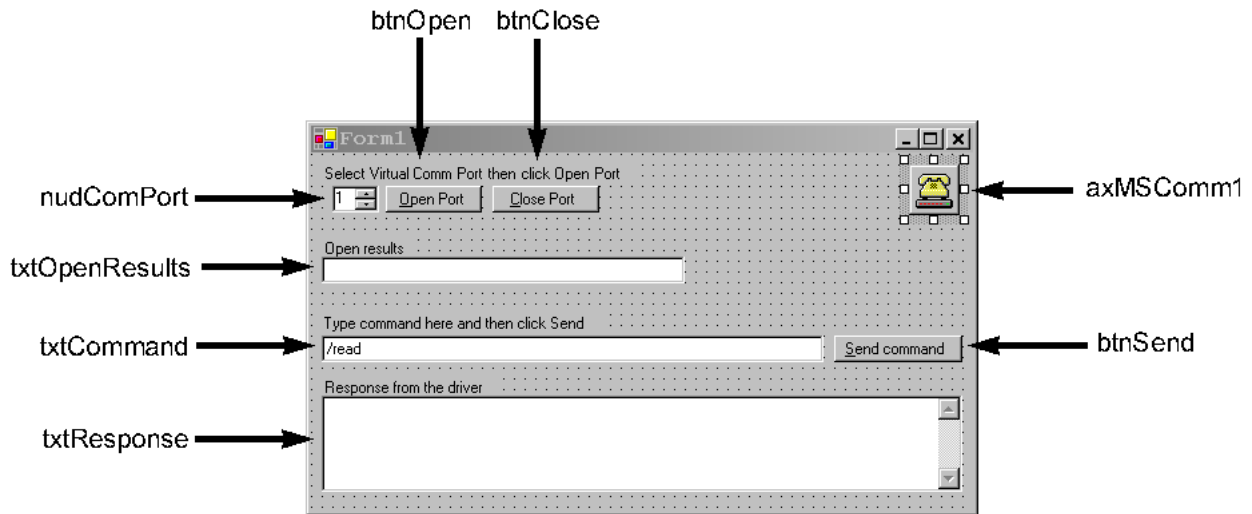 btnOpen btnClose
Form1
Select Virtual Comm Port then click Open Port
nudComPort 1 Open Port Close Port axMSComm1
Open results
txtOpenResults
Type command here and then click Send
txtCommand /read Send command btnSend
Response from the driver
txtResponse